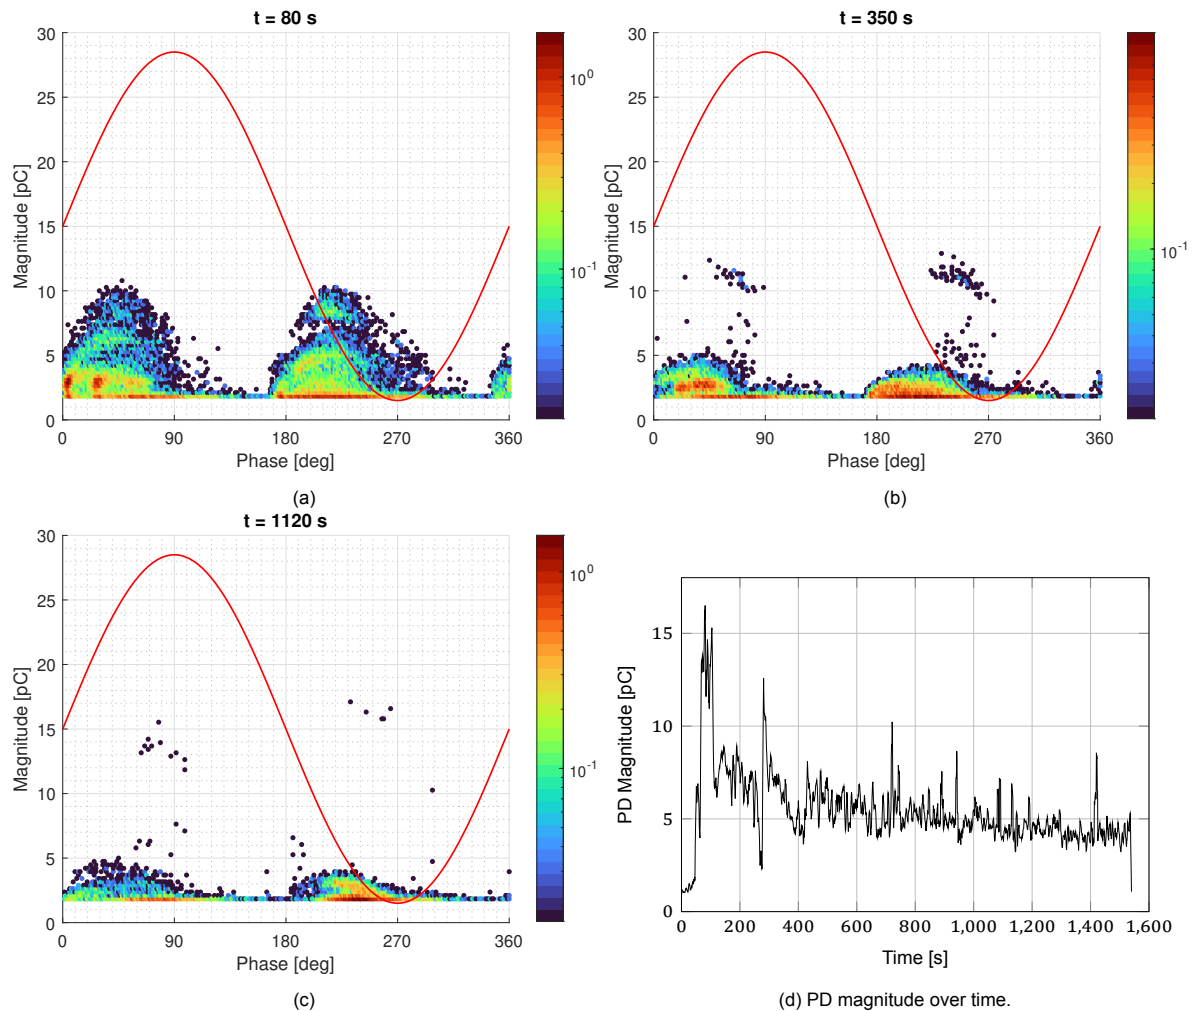 t = 80 s
30
25
20
15
10
5
0
Magnitude [pC]
0 90 180 270 360
Phase [deg]
10^0
10^-1
(a)
t = 350 s
30
25
20
15
10
5
0
Magnitude [pC]
0 90 180 270 360
Phase [deg]
10^-1
(b)
t = 1120 s
30
25
20
15
10
5
0
Magnitude [pC]
0 90 180 270 360
Phase [deg]
10^0
10^-1
(c)
15
10
5
0
PD Magnitude [pC]
0 200 400 600 800 1,000 1,200 1,400 1,600
Time [s]
(d) PD magnitude over time.